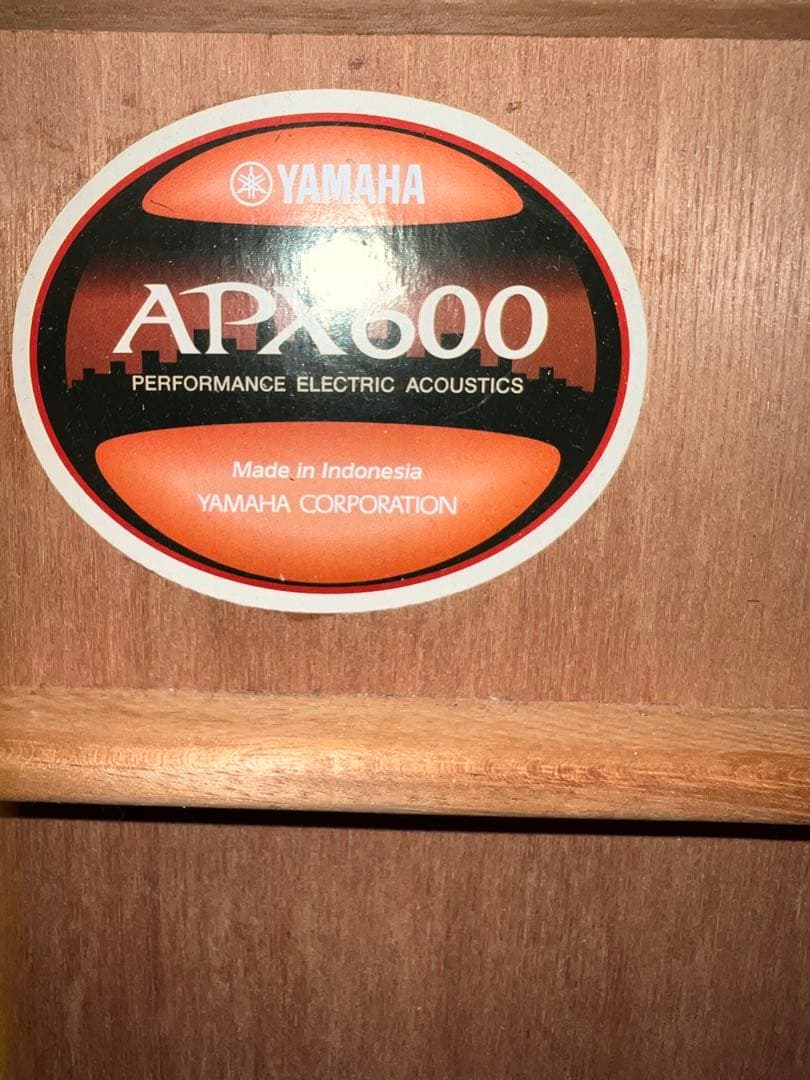 YAMAHA
APX600
PERFORMANCE ELECTRIC ACOUSTICS
Made in Indonesia
YAMAHA CORPORATION